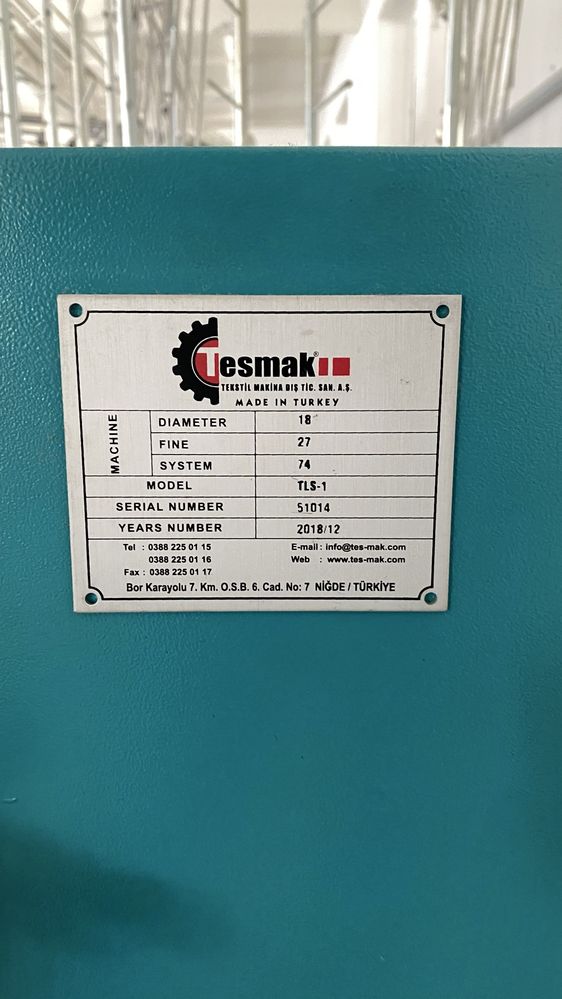 Tesmak®
TEKSTİL MAKİNA DIŞ TİC. SAN. A.Ş.
MADE IN TURKEY
MACHINE
DIAMETER 18
FINE 27
SYSTEM 74
MODEL TLS-1
SERIAL NUMBER 51014
YEARS NUMBER 2018/12
Tel : 0388 225 01 15 E-mail : info@tes-mak.com
0388 225 01 16 Web : www.tes-mak.com
Fax : 0388 225 01 17
Bor Karayolu 7. Km. O.S.B. 6. Cad. No: 7 NİĞDE / TÜRKİYE